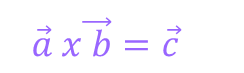 a⃗ x b⃗ = c⃗